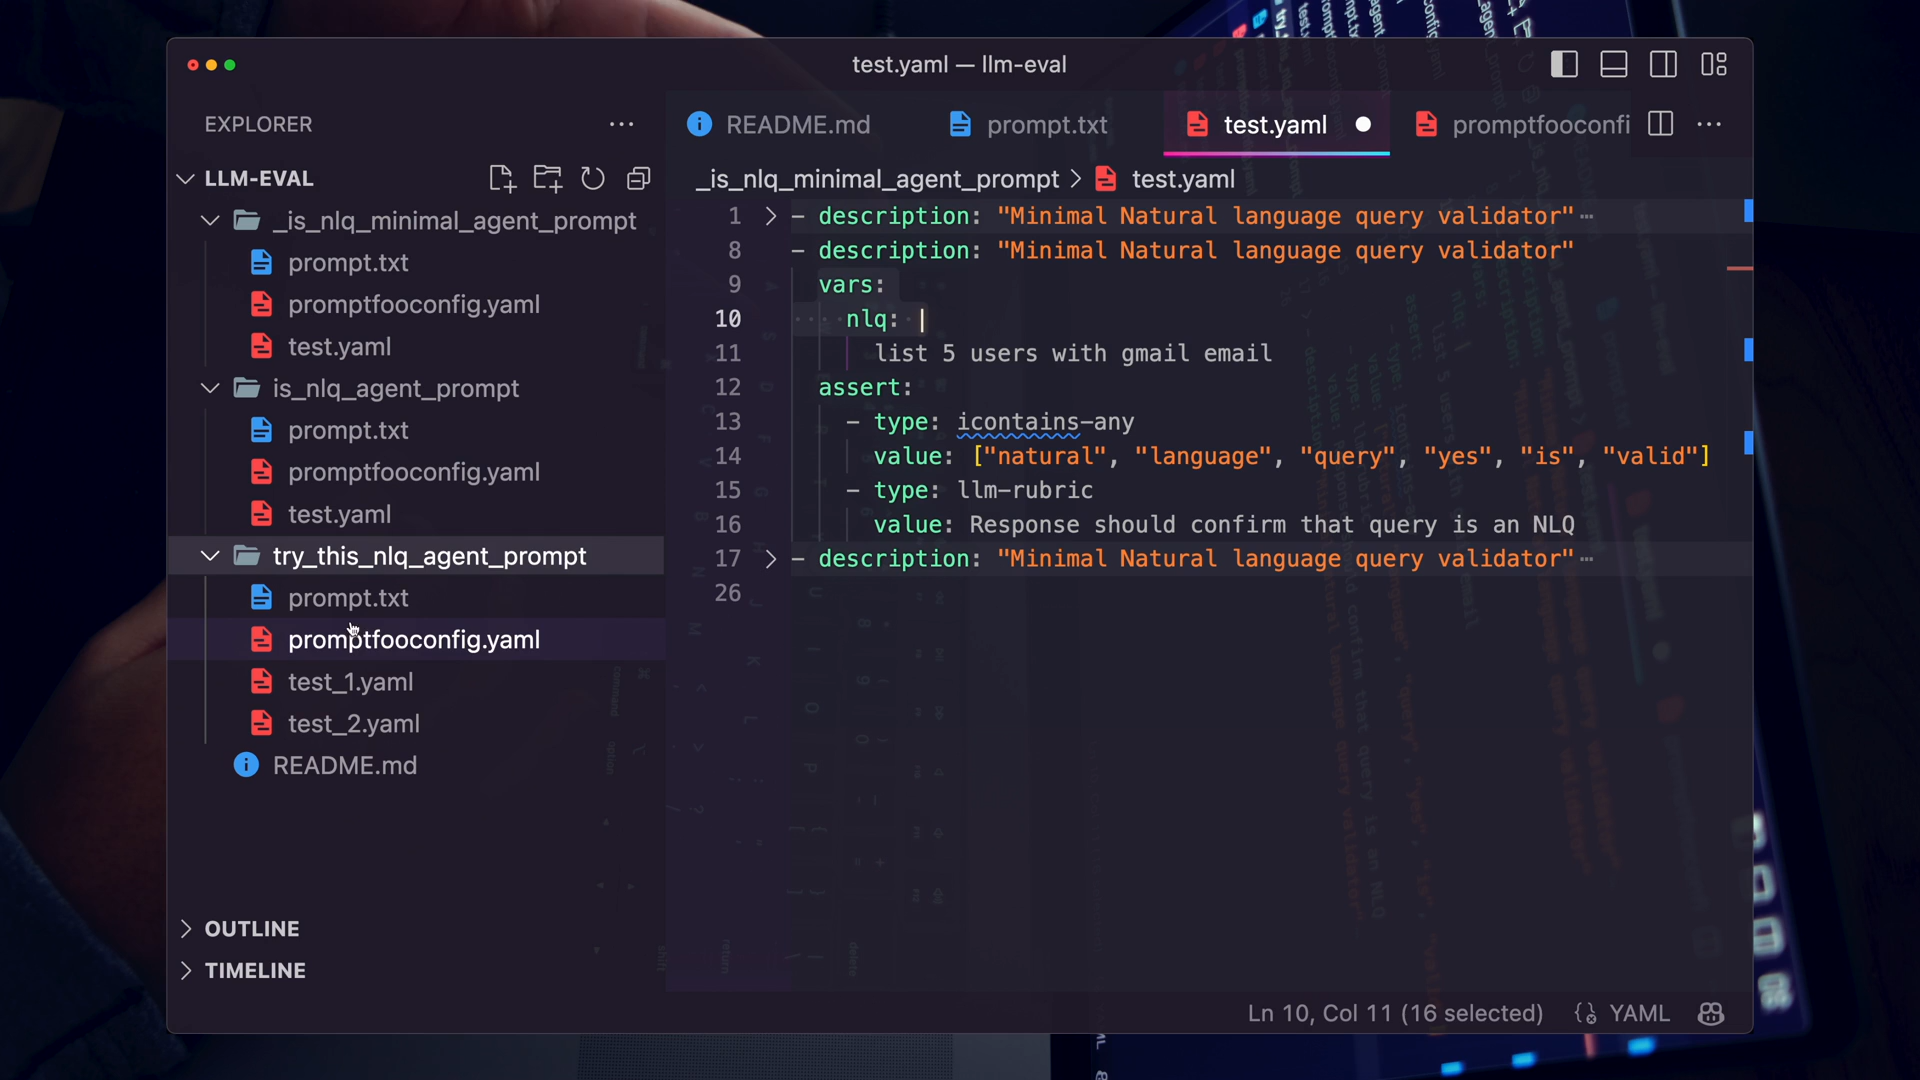 test.yaml — llm-eval
EXPLORER
README.md
prompt.txt
test.yaml
promptfooconfi
LLM-EVAL
_is_nlq_minimal_agent_prompt
prompt.txt
promptfooconfig.yaml
test.yaml
is_nlq_agent_prompt
prompt.txt
promptfooconfig.yaml
test.yaml
try_this_nlq_agent_prompt
prompt.txt
promptfooconfig.yaml
test_1.yaml
test_2.yaml
README.md
OUTLINE
TIMELINE
_is_nlq_minimal_agent_prompt > test.yaml
1 > - description: "Minimal Natural language query validator"…
8 - description: "Minimal Natural language query validator"
9 vars:
10 nlq: |
11 list 5 users with gmail email
12 assert:
13 - type: icontains-any
14 value: ["natural", "language", "query", "yes", "is", "valid"]
15 - type: llm-rubric
16 value: Response should confirm that query is an NLQ
17 > - description: "Minimal Natural language query validator"…
26
Ln 10, Col 11 (16 selected)
YAML